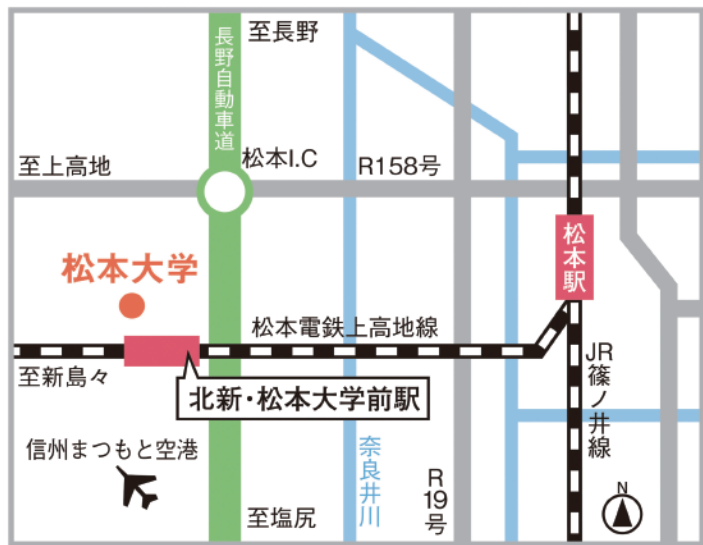 至長野
長野自動車道
松本I.C
R158号
至上高地
松本駅
松本大学
松本電鉄上高地線
至新島々
北新・松本大学前駅
JR篠ノ井線
信州まつもと空港
奈良井川
R19号
至塩尻
N